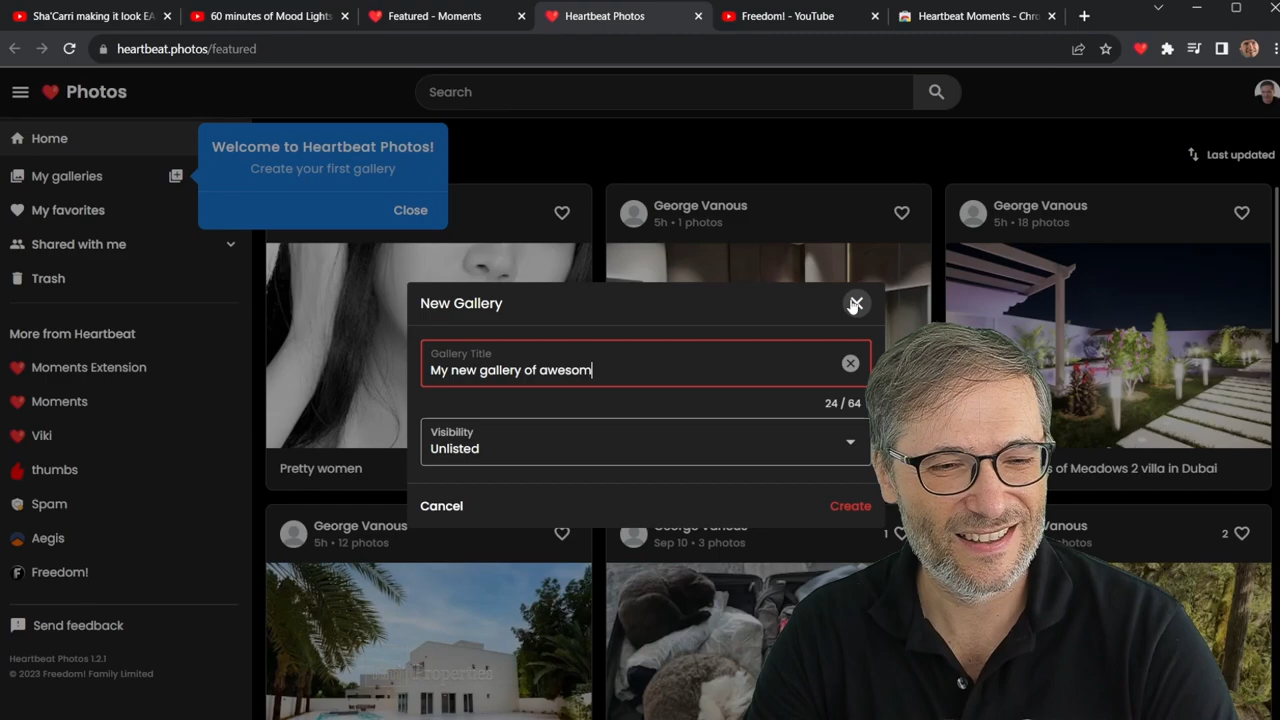 Sha'Carri making it look EA
60 minutes of Mood Lights
Featured - Moments
Heartbeat Photos
Freedom! - YouTube
Heartbeat Moments - Chro
heartbeat.photos/featured
Photos
Search
Home
My galleries
My favorites
Shared with me
Trash
More from Heartbeat
Moments Extension
Moments
Viki
thumbs
Spam
Aegis
Freedom!
Send feedback
Heartbeat Photos 1.2.1
© 2023 Freedom! Family Limited
Welcome to Heartbeat Photos!
Create your first gallery
Close
Last updated
George Vanous
5h • 1 photos
George Vanous
5h • 18 photos
New Gallery
Gallery Title
My new gallery of awesom
24 / 64
Visibility
Unlisted
Cancel
Create
Pretty women
of Meadows 2 villa in Dubai
George Vanous
5h • 12 photos
George Vanous
Sep 10 • 3 photos
1
Vanous
2
Properties